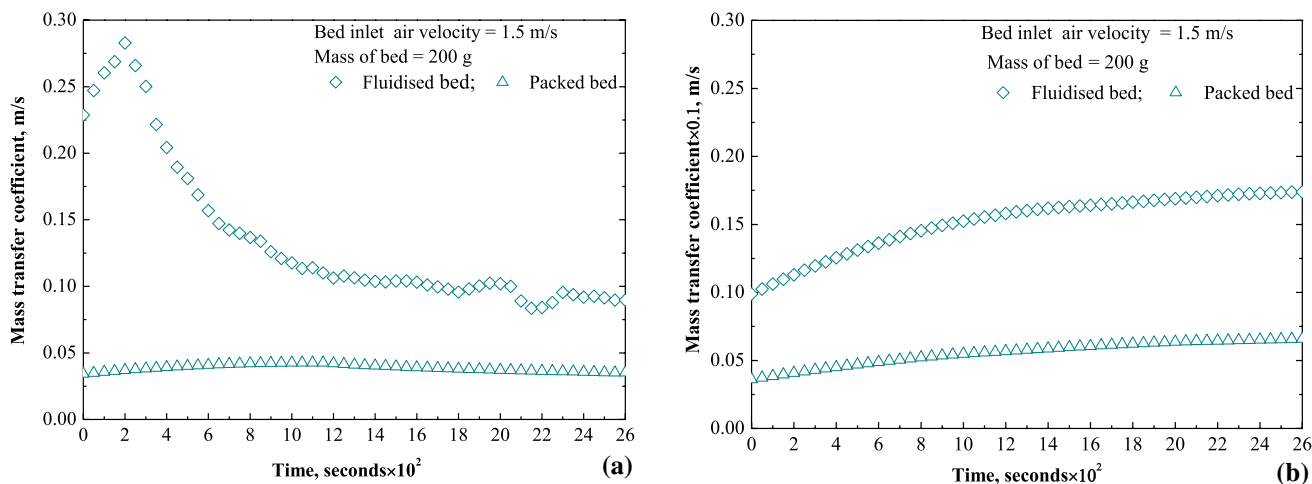 Bed inlet air velocity = 1.5 m/s
Mass of bed = 200 g
Fluidised bed; Packed bed
Mass transfer coefficient, m/s
0.30
0.25
0.20
0.15
0.10
0.05
0.00
0 2 4 6 8 10 12 14 16 18 20 22 24 26
Time, seconds×10²
(a)
Bed inlet air velocity = 1.5 m/s
Mass of bed = 200 g
Fluidised bed; Packed bed
Mass transfer coefficient×0.1, m/s
0.30
0.25
0.20
0.15
0.10
0.05
0.00
0 2 4 6 8 10 12 14 16 18 20 22 24 26
Time, seconds×10²
(b)